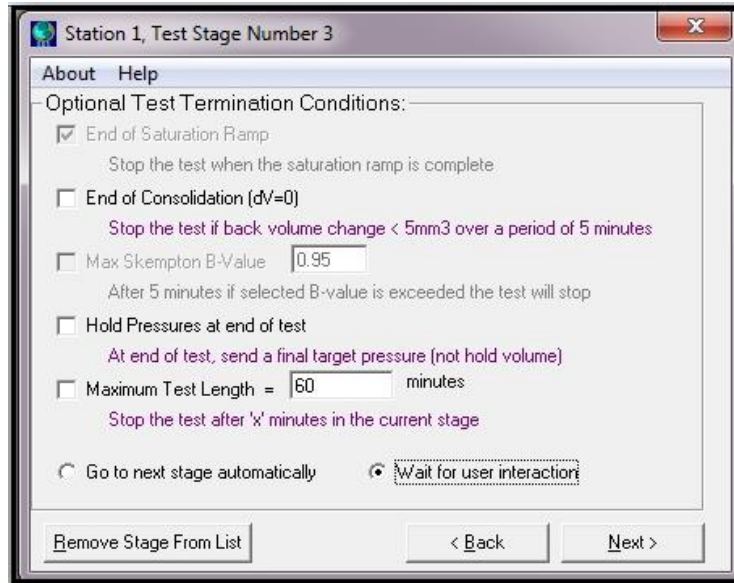 Station 1, Test Stage Number 3
About Help
Optional Test Termination Conditions:
End of Saturation Ramp
Stop the test when the saturation ramp is complete
End of Consolidation (dV=0)
Stop the test if back volume change < 5mm3 over a period of 5 minutes
Max Skempton B-Value 0.95
After 5 minutes if selected B-value is exceeded the test will stop
Hold Pressures at end of test
At end of test, send a final target pressure (not hold volume)
Maximum Test Length = 60 minutes
Stop the test after 'x' minutes in the current stage
Go to next stage automatically Wait for user interaction
Remove Stage From List < Back Next >